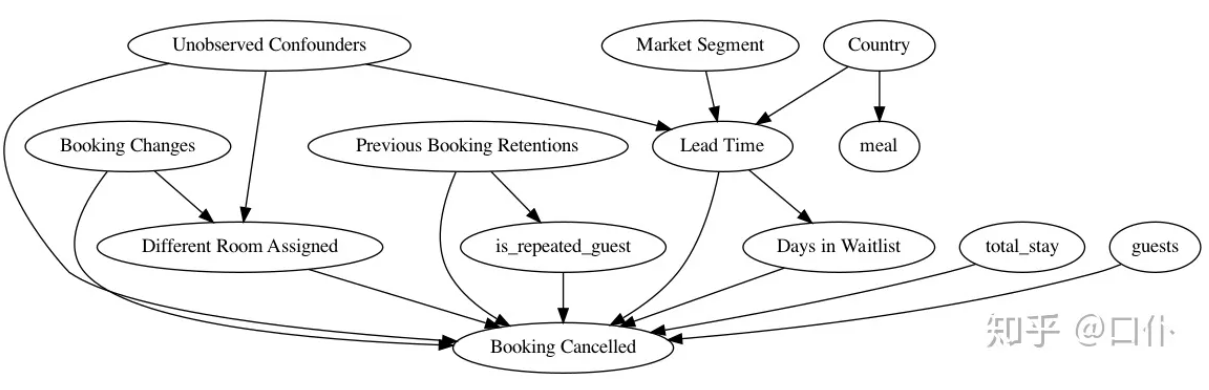 Unobserved Confounders
Market Segment
Country
Booking Changes
Previous Booking Retentions
Lead Time
meal
Different Room Assigned
is_repeated_guest
Days in Waitlist
total_stay
guests
Booking Cancelled
知乎 @口仆